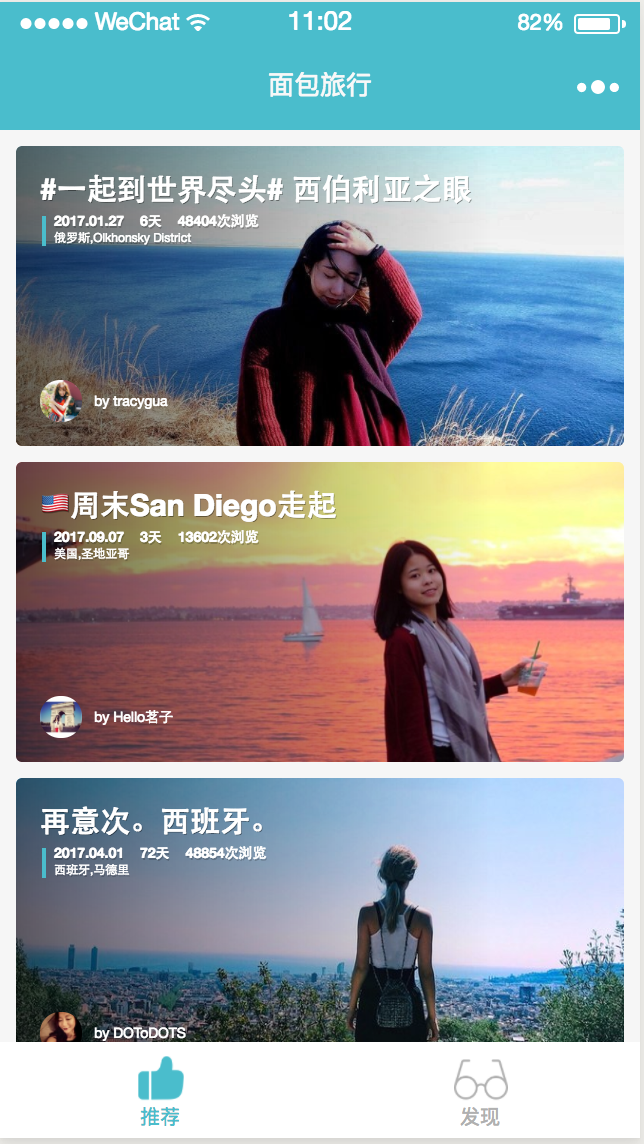 WeChat 11:02 82%
面包旅行
#一起到世界尽头# 西伯利亚之眼
2017.01.27 6天 48404次浏览
俄罗斯,Olkhonsky District
by tracygua
🇺🇸周末San Diego走起
2017.09.07 3天 13602次浏览
美国,圣地亚哥
by Hello茗子
再意次。西班牙。
2017.04.01 72天 48854次浏览
西班牙,马德里
by DOToDOTS
推荐 发现